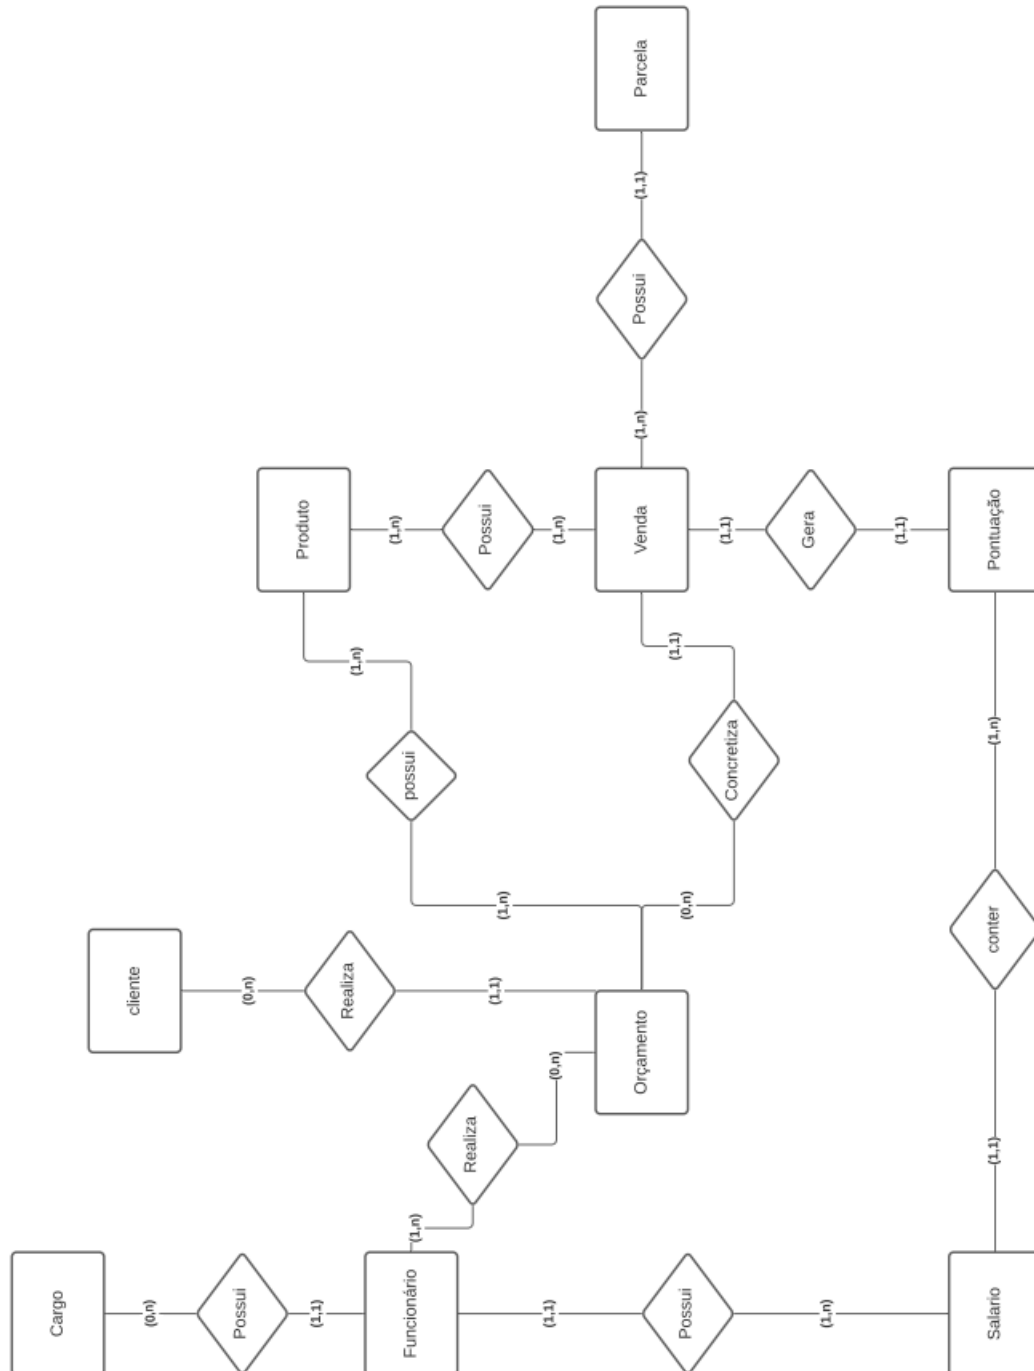 Cargo
cliente
(0,n)
Possui
(0,n)
Produto
(1,1)
Realiza
(1,n)
(1,n)
Funcionário
(1,n)
possui
Realiza
Possui
(1,1)
(1,n)
(1,1)
(0,n)
(1,n)
Orçamento
Venda
(1,n)
Possui
(1,1)
Parcela
(1,1)
Possui
(0,n)
(1,1)
Concretiza
Gera
(1,n)
(1,1)
Salario
(1,1)
conter
(1,n)
Pontuação